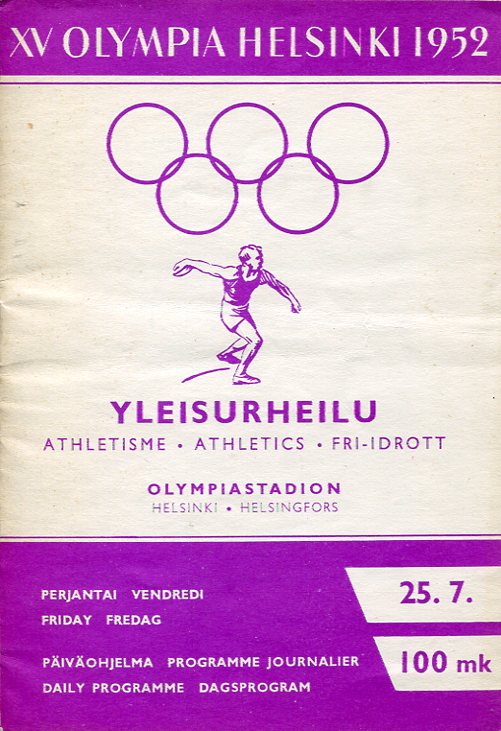 XV OLYMPIA HELSINKI 1952
YLEISURHEILU
ATHLETISME • ATHLETICS • FRI-IDROTT
OLYMPIASTADION
HELSINKI • HELSINGFORS
PERJANTAI VENDREDI
FRIDAY FREDAG
25. 7.
PÄIVÄOHJELMA PROGRAMME JOURNALIER
DAILY PROGRAMME DAGSPROGRAM
100 mk